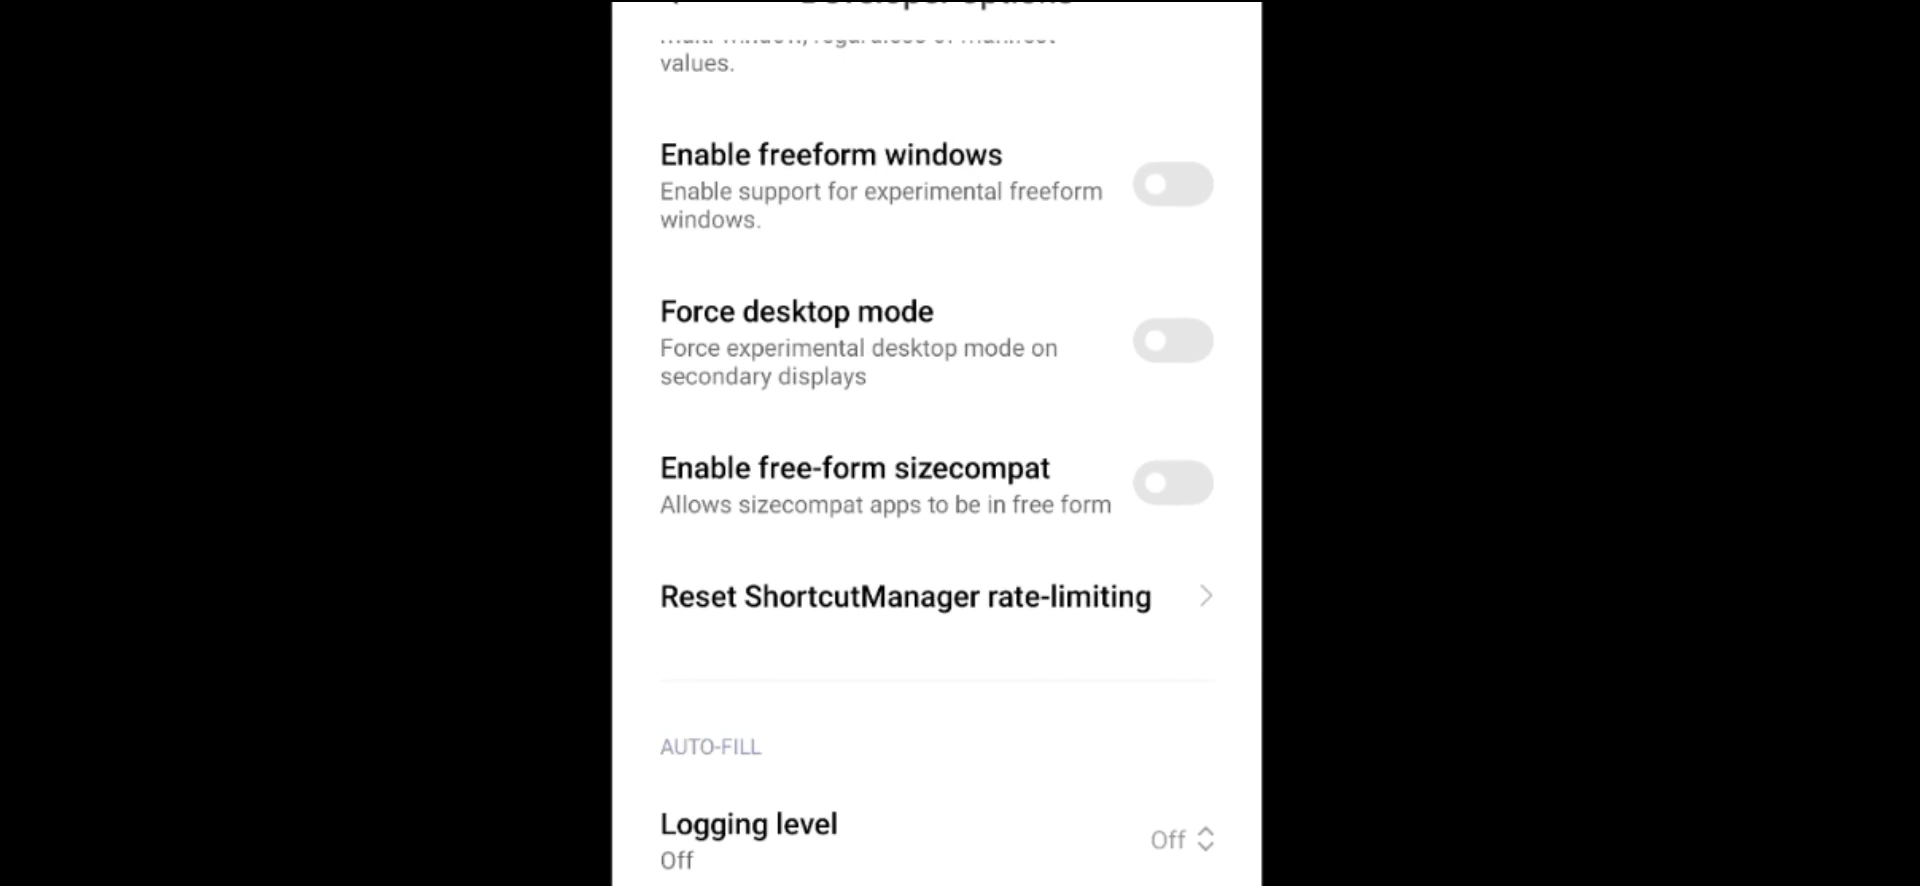 Developer options
values.
Enable freeform windows
Enable support for experimental freeform
windows.
Force desktop mode
Force experimental desktop mode on
secondary displays
Enable free-form sizecompat
Allows sizecompat apps to be in free form
Reset ShortcutManager rate-limiting
AUTO-FILL
Logging level
Off
Off